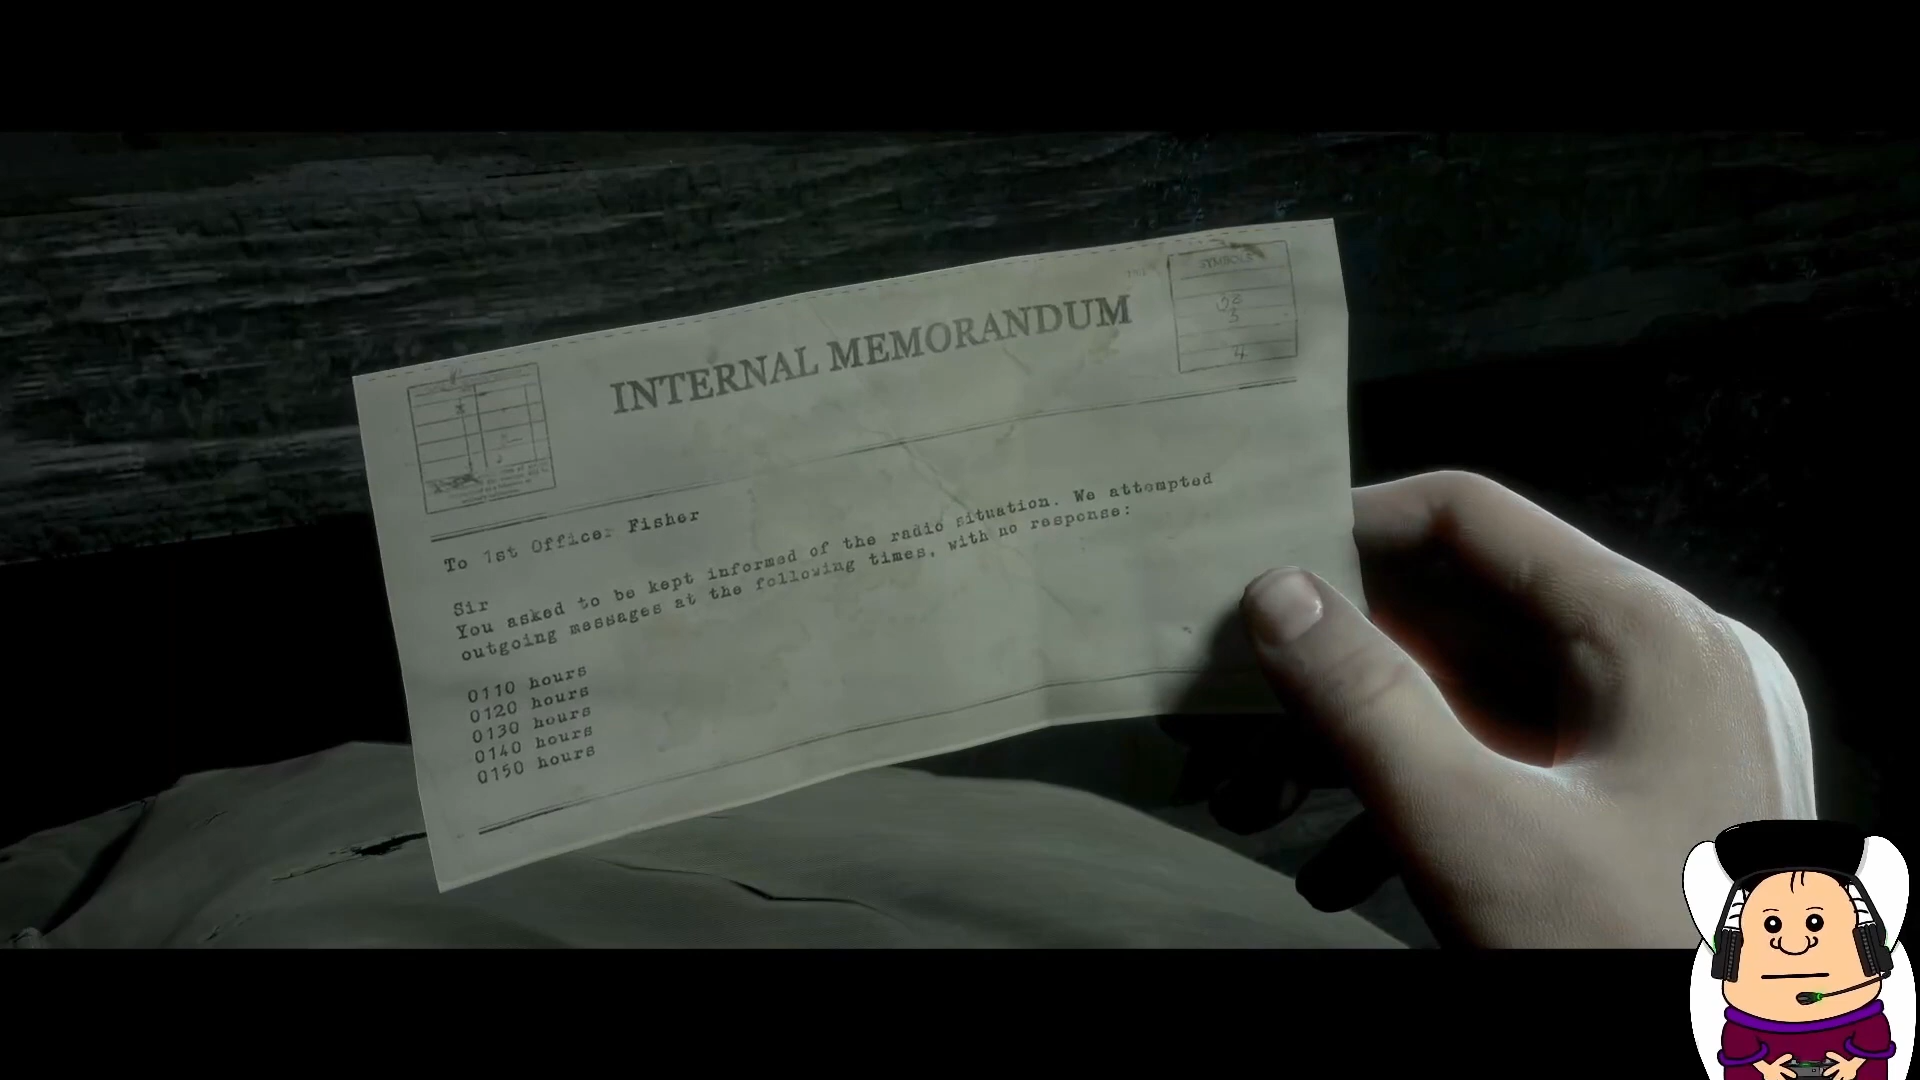 SYMBOLS
INTERNAL MEMORANDUM
To 1st Officer Fisher
Sir
You asked to be kept informed of the radio situation. We attempted
outgoing messages at the following times, with no response:
0110 hours
0120 hours
0130 hours
0140 hours
0150 hours